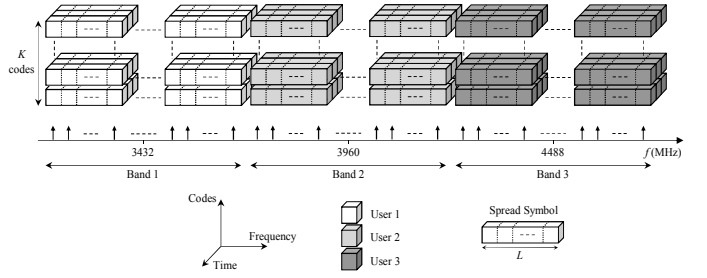 K
codes
3432
3960
4488
f (MHz)
Band 1
Band 2
Band 3
Codes
Frequency
Time
User 1
User 2
User 3
Spread Symbol
L